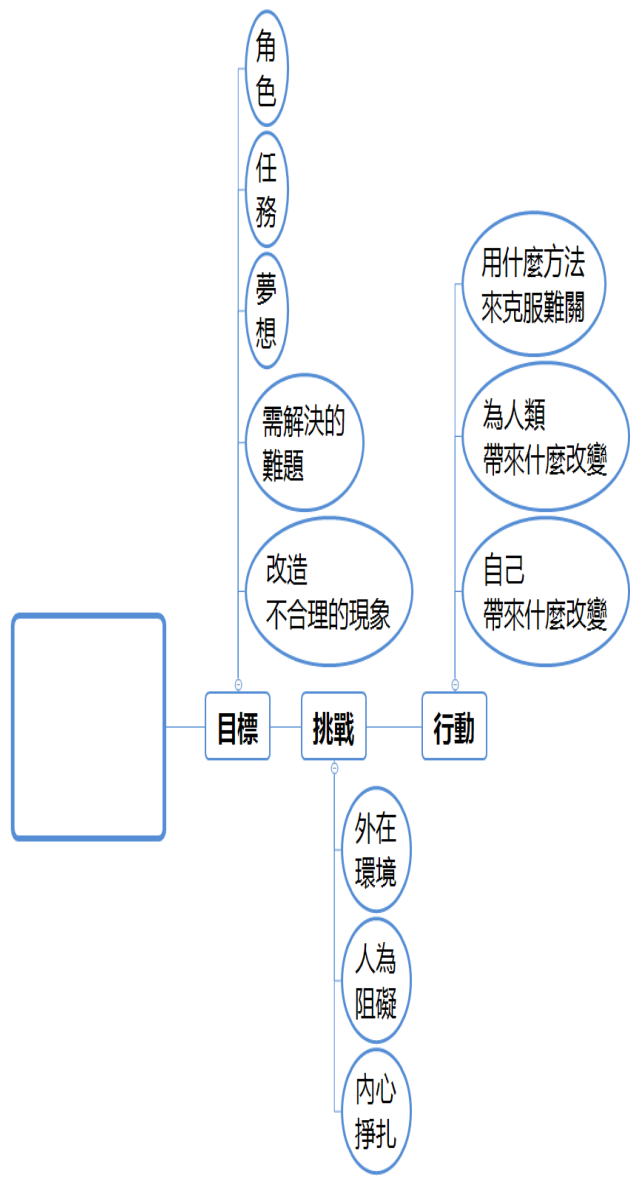 角
色
任
務
夢
想
需解決的
難題
改造
不合理的現象
目標
挑戰
外在
環境
人為
阻礙
內心
掙扎
行動
用什麼方法
來克服難關
為人類
帶來什麼改變
自己
帶來什麼改變